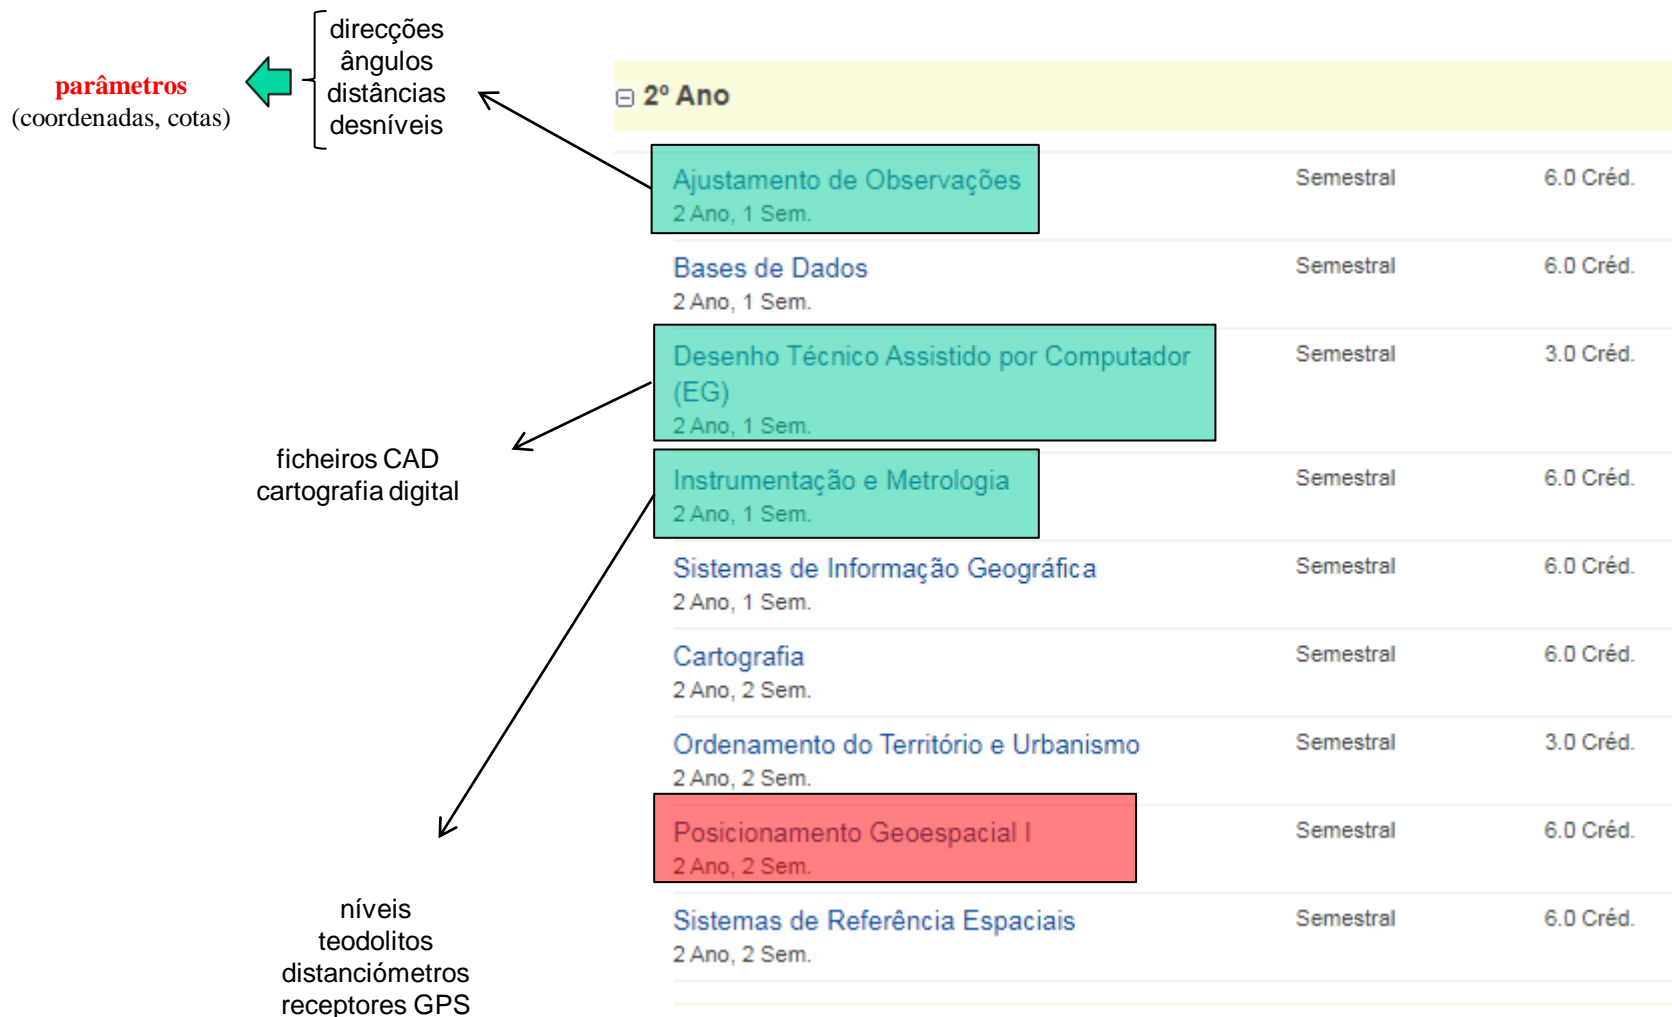 direcções
ângulos
distâncias
desníveis
parâmetros
(coordenadas, cotas)
2º Ano
Ajustamento de Observações Semestral 6.0 Créd.
2 Ano, 1 Sem.
Bases de Dados Semestral 6.0 Créd.
2 Ano, 1 Sem.
Desenho Técnico Assistido por Computador Semestral 3.0 Créd.
(EG)
2 Ano, 1 Sem.
ficheiros CAD
cartografia digital
Instrumentação e Metrologia Semestral 6.0 Créd.
2 Ano, 1 Sem.
Sistemas de Informação Geográfica Semestral 6.0 Créd.
2 Ano, 1 Sem.
Cartografia Semestral 6.0 Créd.
2 Ano, 2 Sem.
Ordenamento do Território e Urbanismo Semestral 3.0 Créd.
2 Ano, 2 Sem.
Posicionamento Geoespacial I Semestral 6.0 Créd.
2 Ano, 2 Sem.
Sistemas de Referência Espaciais Semestral 6.0 Créd.
2 Ano, 2 Sem.
níveis
teodolitos
distanciómetros
receptores GPS